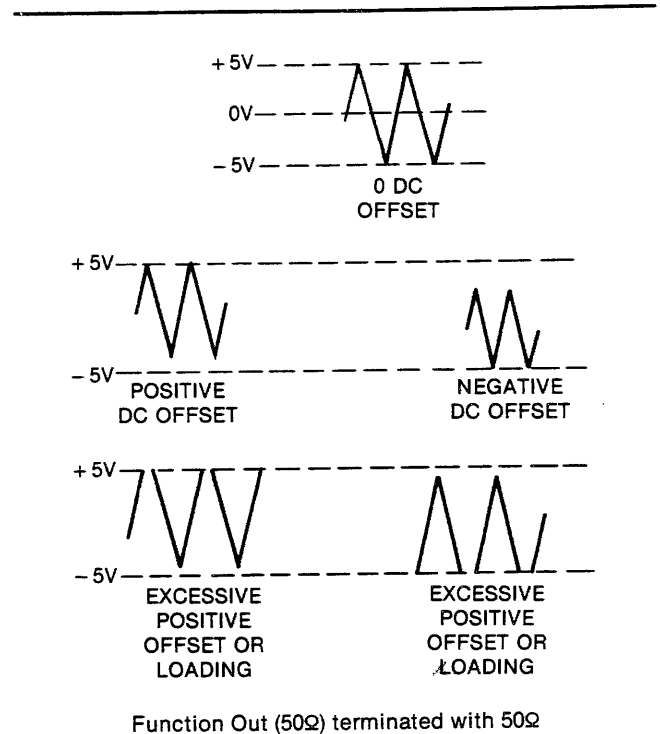 + 5V
0V
− 5V
0 DC
OFFSET
+ 5V
− 5V
POSITIVE
DC OFFSET
NEGATIVE
DC OFFSET
+ 5V
− 5V
EXCESSIVE
POSITIVE
OFFSET OR
LOADING
EXCESSIVE
POSITIVE
OFFSET OR
LOADING
Function Out (50Ω) terminated with 50Ω